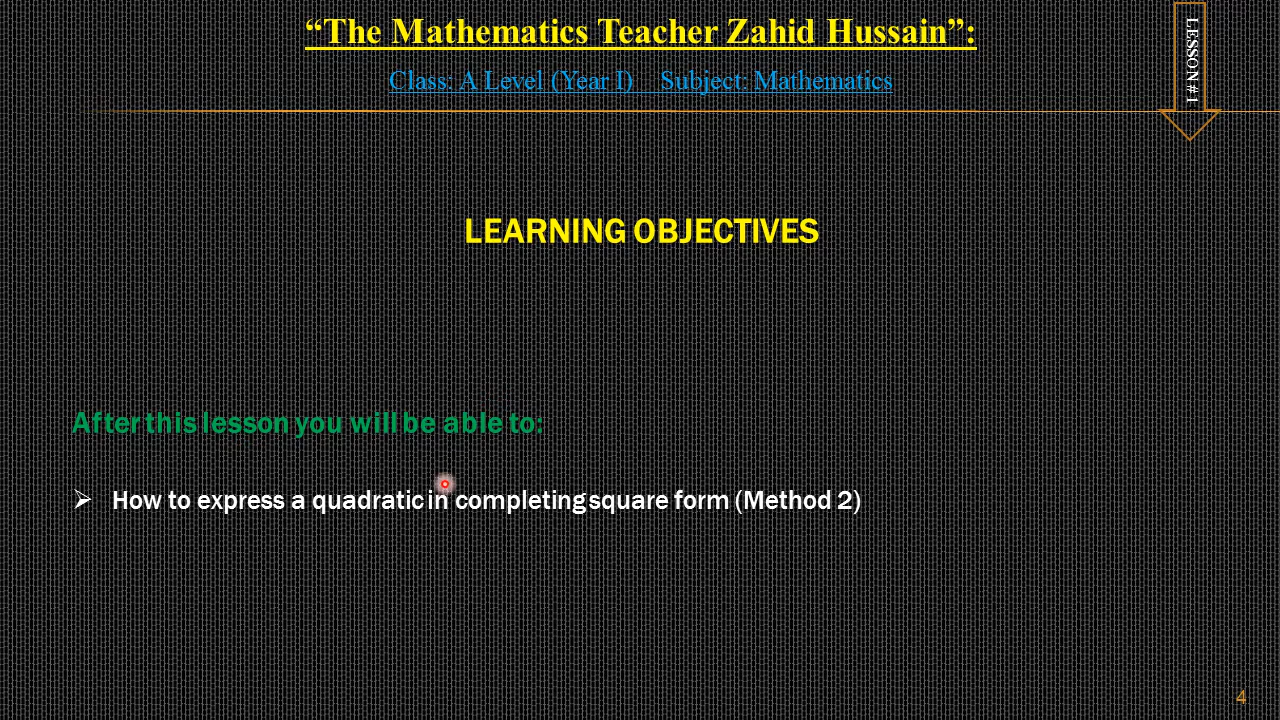 “The Mathematics Teacher Zahid Hussain”:
Class: A Level (Year I) Subject: Mathematics
LESSON # 1
LEARNING OBJECTIVES
After this lesson you will be able to:
How to express a quadratic in completing square form (Method 2)
4